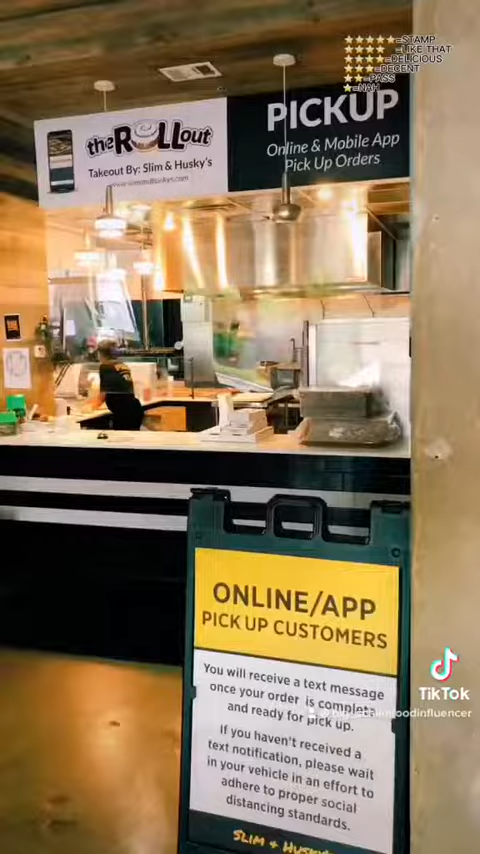 ⭐⭐⭐⭐⭐=STAMP
⭐⭐⭐⭐⭐=LIKE THAT
⭐⭐⭐⭐=DELICIOUS
⭐⭐⭐=DECENT
⭐⭐=PASS
⭐=NAH
the ROLLout
Takeout By: Slim & Husky's
PICKUP
Online & Mobile App
Pick Up Orders
ONLINE/APP
PICK UP CUSTOMERS
You will receive a text message
once your order is complete
and ready for pick up.
If you haven't received a
text notification, please wait
in your vehicle in an effort to
adhere to proper social
distancing standards.
SLIM & HUSKY'S
TikTok